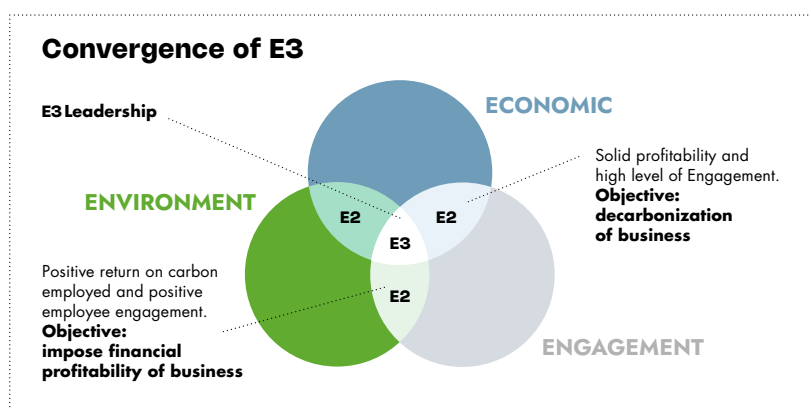 Convergence of E3
E3 Leadership
ECONOMIC
Solid profitability and
high level of Engagement.
Objective:
decarbonization
of business
ENVIRONMENT
E2
E2
E3
E2
Positive return on carbon
employed and positive
employee engagement.
Objective:
impose financial
profitability of business
ENGAGEMENT